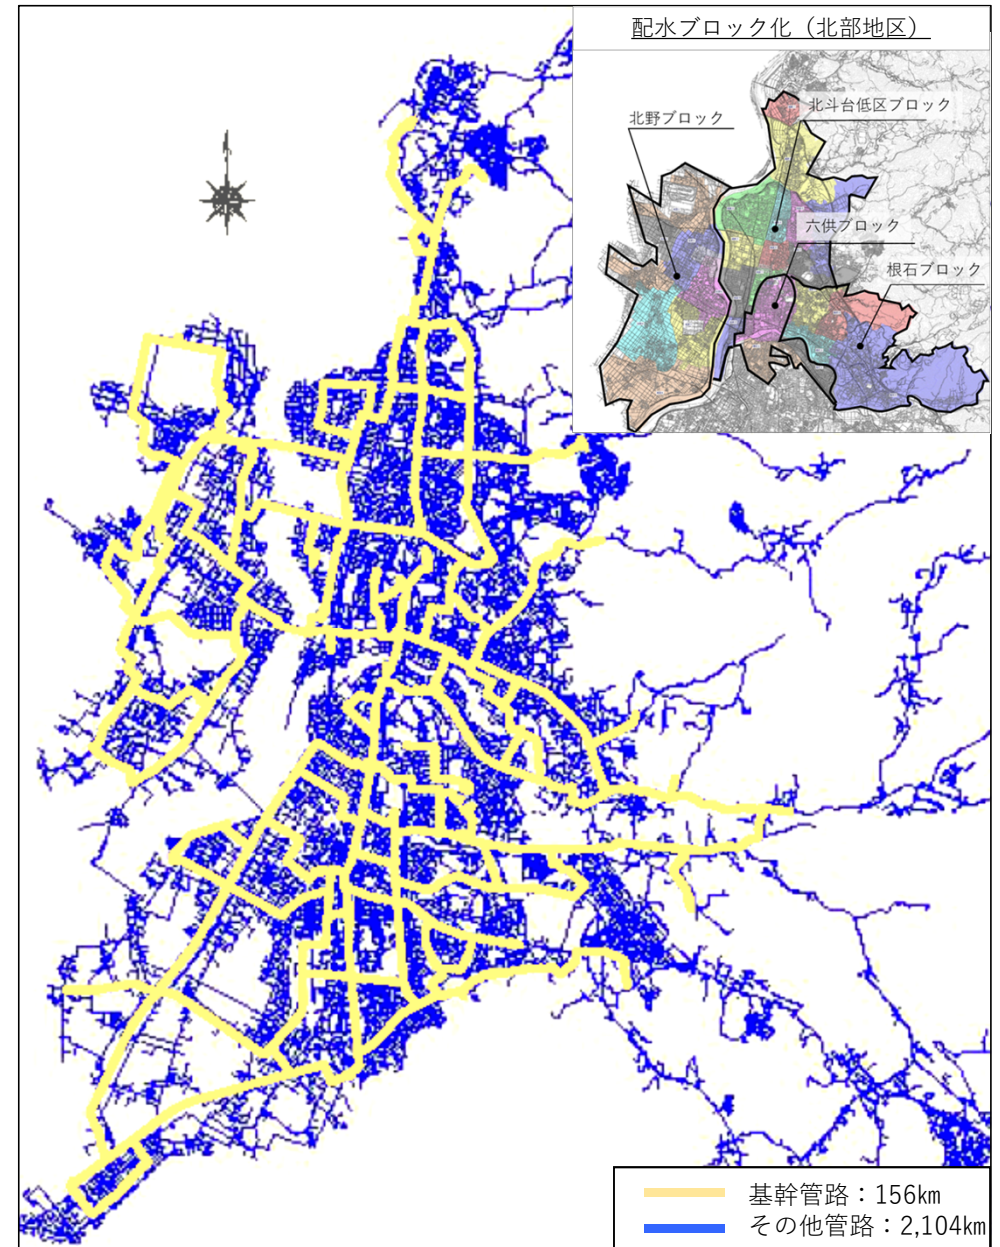 配水ブロック化（北部地区）
北斗台低区ブロック
北野ブロック
六供ブロック
根石ブロック
基幹管路：156㎞
その他管路：2,104㎞